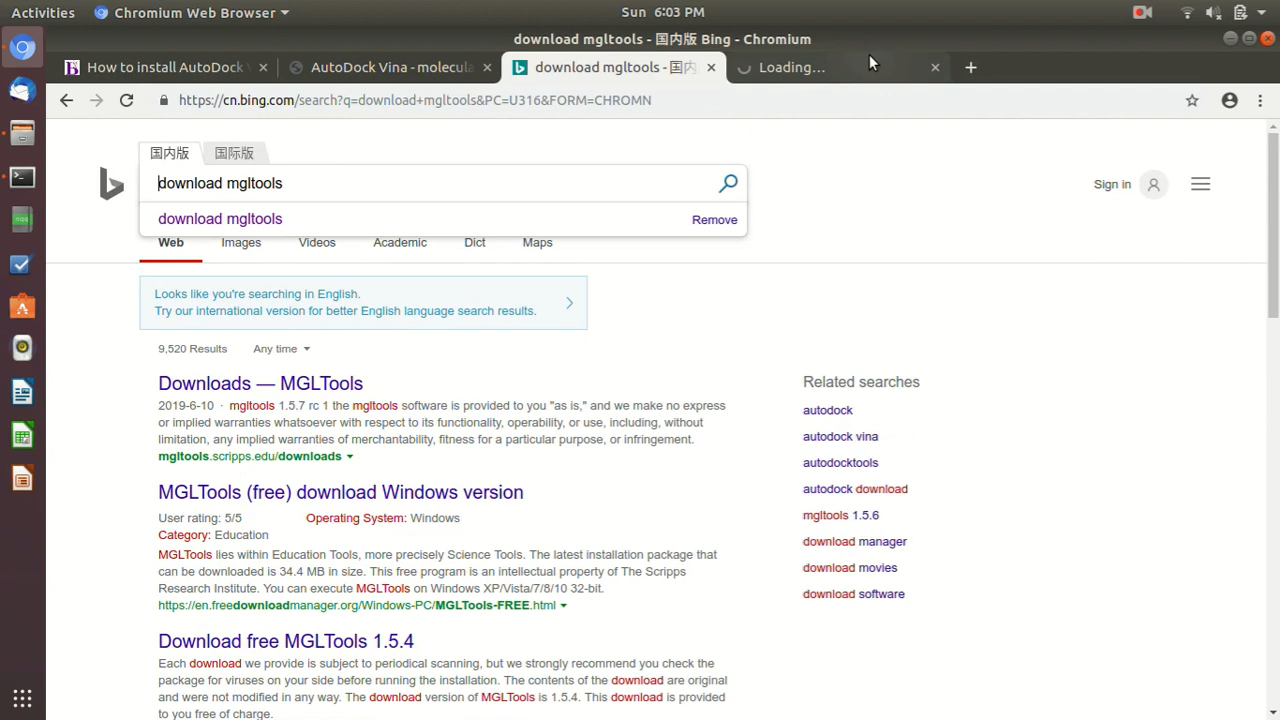 Activities
Chromium Web Browser
Sun 6:03 PM
download mgltools - 国内版 Bing - Chromium
How to install AutoDock V
AutoDock Vina - molecula
download mgltools - 国内
Loading...
https://cn.bing.com/search?q=download+mgltools&PC=U316&FORM=CHROMN
国内版
国际版
download mgltools
download mgltools
Remove
Sign in
Web
Images
Videos
Academic
Dict
Maps
Looks like you're searching in English.
Try our international version for better English language search results.
9,520 Results
Any time
Downloads — MGLTools
2019-6-10 · mgltools 1.5.7 rc 1 the mgltools software is provided to you "as is," and we make no express
or implied warranties whatsoever with respect to its functionality, operability, or use, including, without
limitation, any implied warranties of merchantability, fitness for a particular purpose, or infringement.
mgltools.scripps.edu/downloads
MGLTools (free) download Windows version
User rating: 5/5
Operating System: Windows
Category: Education
MGLTools lies within Education Tools, more precisely Science Tools. The latest installation package that
can be downloaded is 34.4 MB in size. This free program is an intellectual property of The Scripps
Research Institute. You can execute MGLTools on Windows XP/Vista/7/8/10 32-bit.
https://en.freedownloadmanager.org/Windows-PC/MGLTools-FREE.html
Download free MGLTools 1.5.4
Each download we provide is subject to periodical scanning, but we strongly recommend you check the
package for viruses on your side before running the installation. The contents of the download are original
and were not modified in any way. The download version of MGLTools is 1.5.4. This download is provided
to you free of charge.
Related searches
autodock
autodock vina
autodocktools
autodock download
mgltools 1.5.6
download manager
download movies
download software